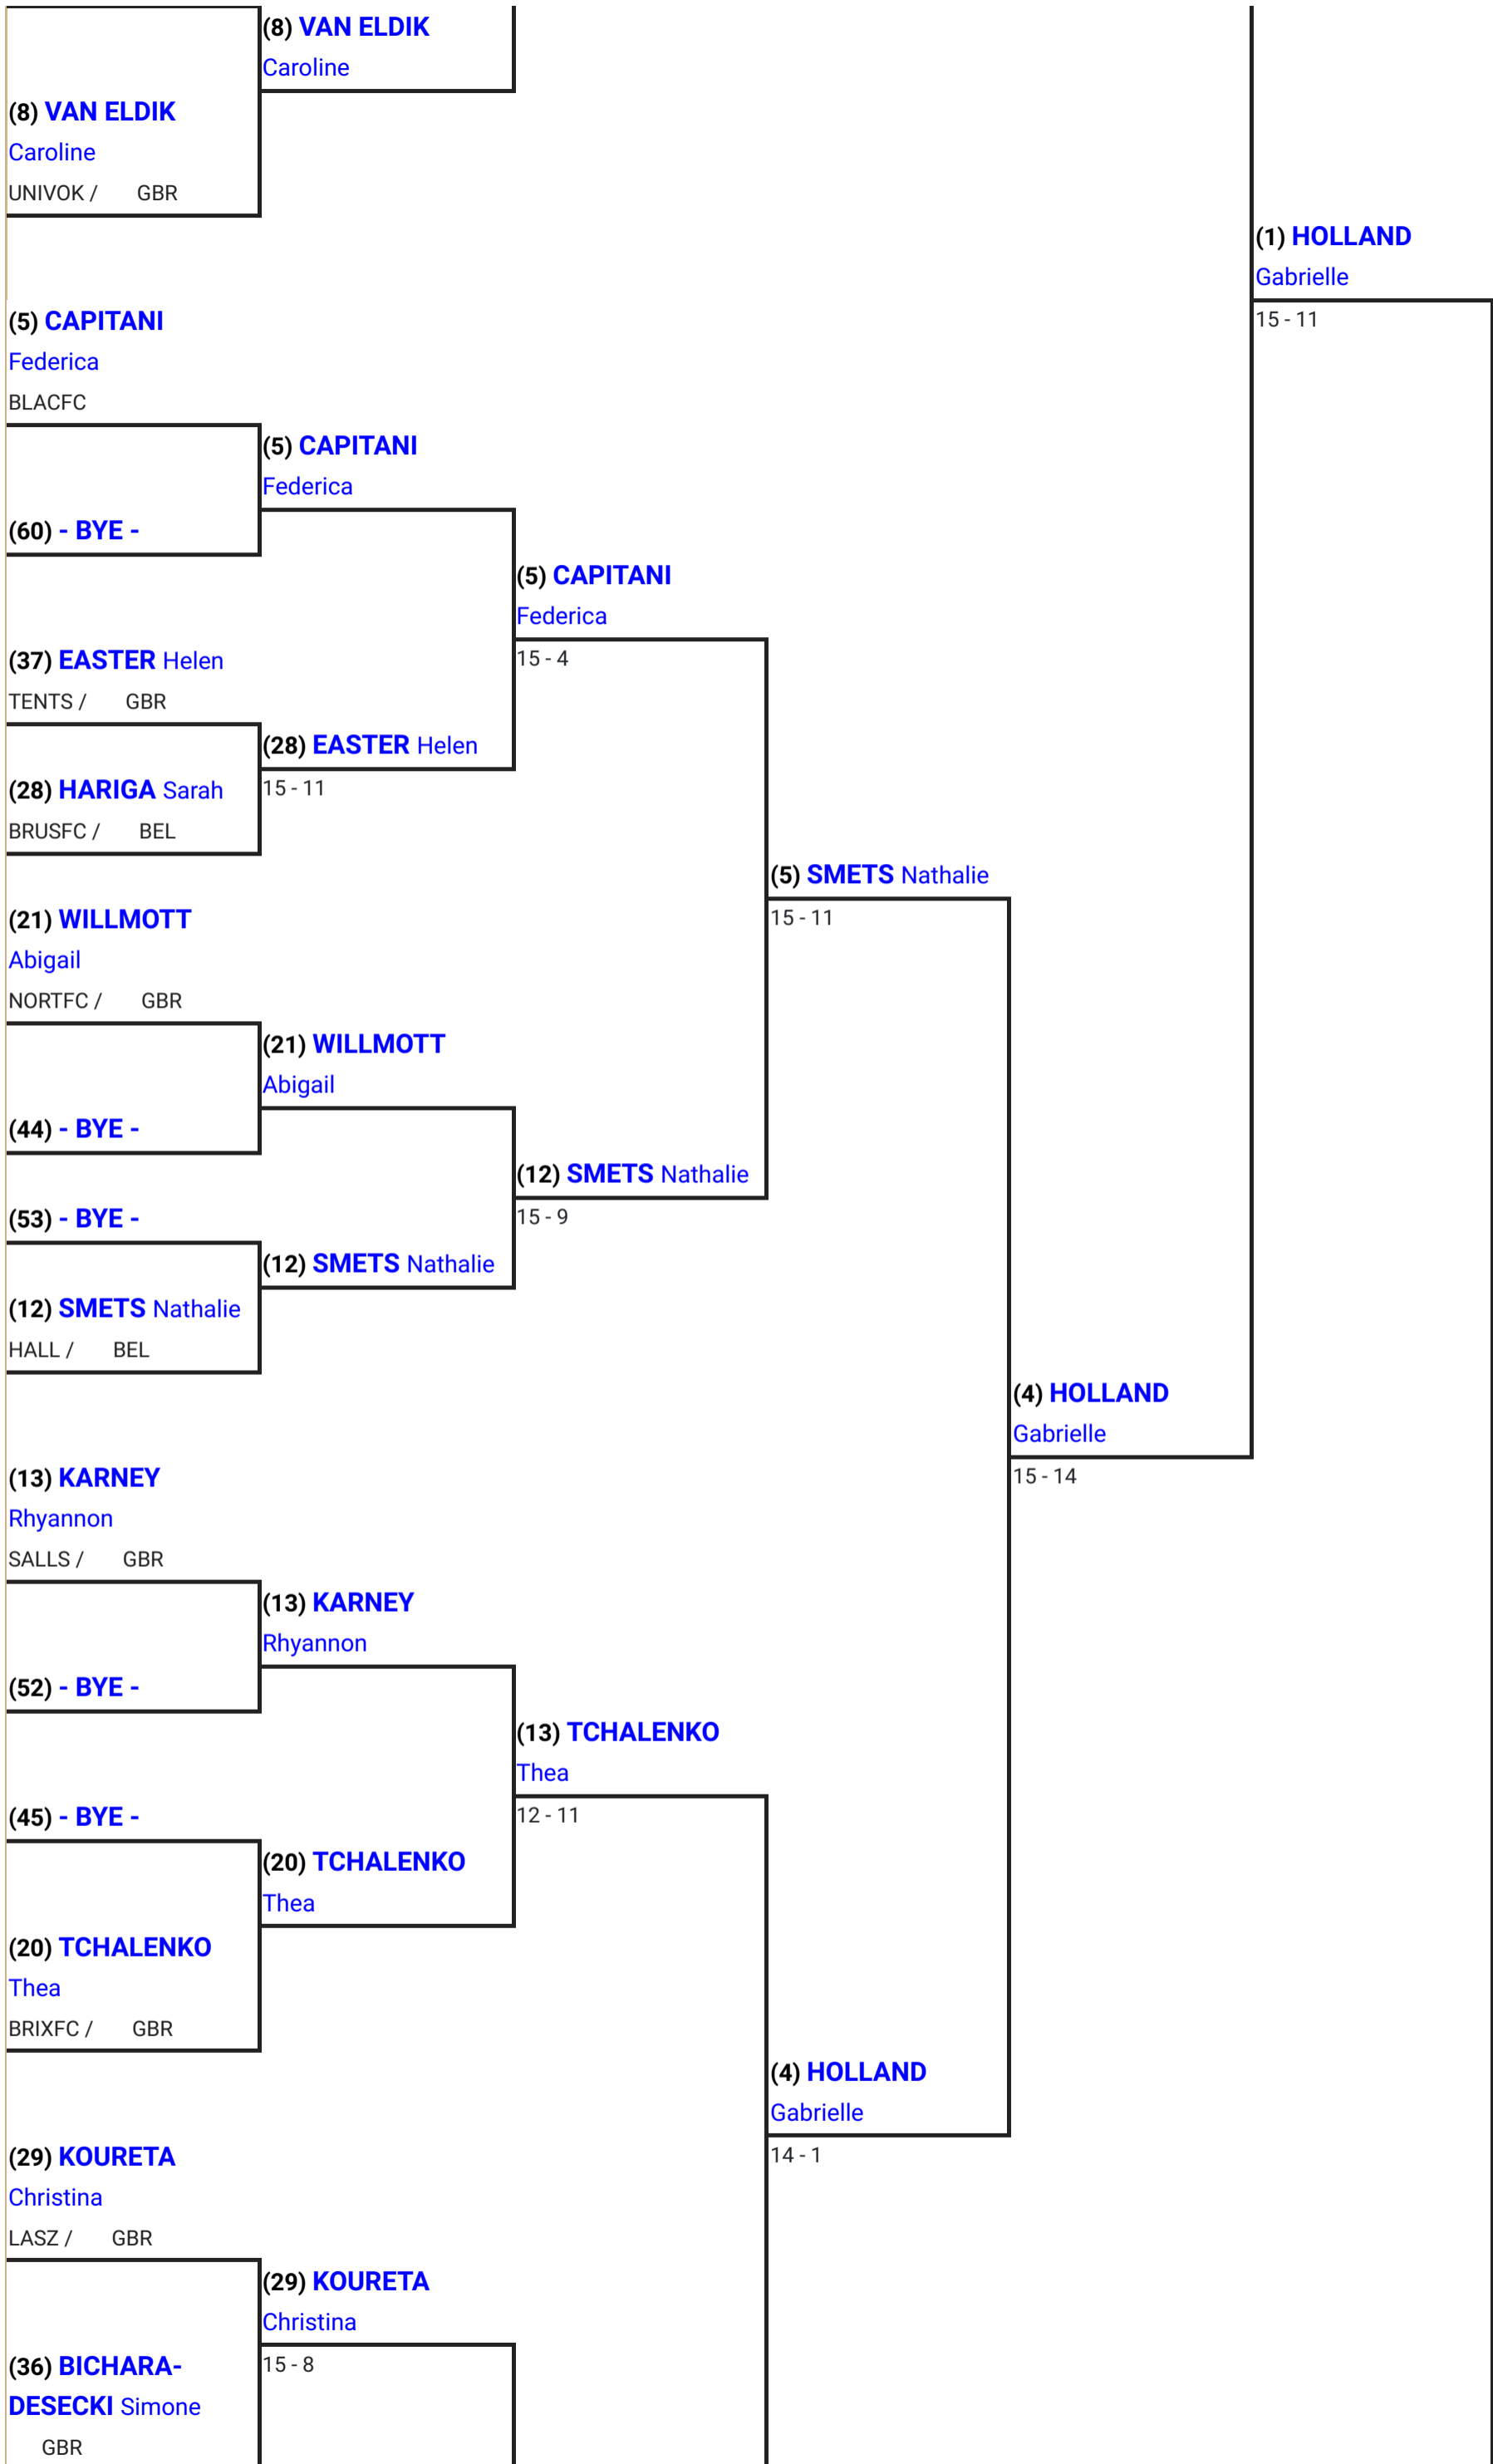 (8) VAN ELDIK
Caroline
(8) VAN ELDIK
Caroline
UNIVOK / GBR
(1) HOLLAND
Gabrielle
15 - 11
(5) CAPITANI
Federica
BLACFC
(5) CAPITANI
Federica
(60) - BYE -
(5) CAPITANI
Federica
15 - 4
(37) EASTER Helen
TENTS / GBR
(28) EASTER Helen
15 - 11
(28) HARIGA Sarah
BRUSFC / BEL
(5) SMETS Nathalie
15 - 11
(21) WILLMOTT
Abigail
NORTFC / GBR
(21) WILLMOTT
Abigail
(44) - BYE -
(12) SMETS Nathalie
15 - 9
(53) - BYE -
(12) SMETS Nathalie
(12) SMETS Nathalie
HALL / BEL
(4) HOLLAND
Gabrielle
15 - 14
(13) KARNEY
Rhyannon
SALLS / GBR
(13) KARNEY
Rhyannon
(52) - BYE -
(13) TCHALENKO
Thea
12 - 11
(45) - BYE -
(20) TCHALENKO
Thea
(20) TCHALENKO
Thea
BRIXFC / GBR
(4) HOLLAND
Gabrielle
14 - 1
(29) KOURETA
Christina
LASZ / GBR
(29) KOURETA
Christina
15 - 8
(36) BICHARA-
DESECKI Simone
GBR